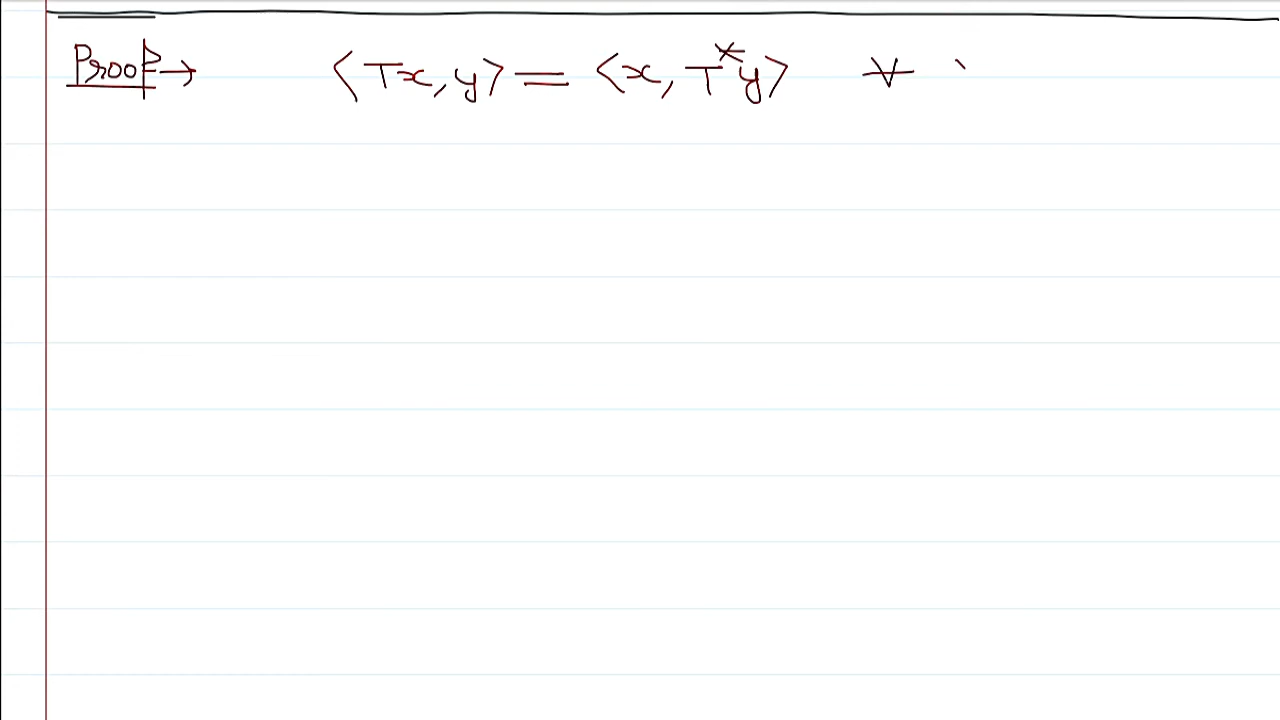 Proof → ⟨Tx, y⟩ = ⟨x, T*y⟩ ∀